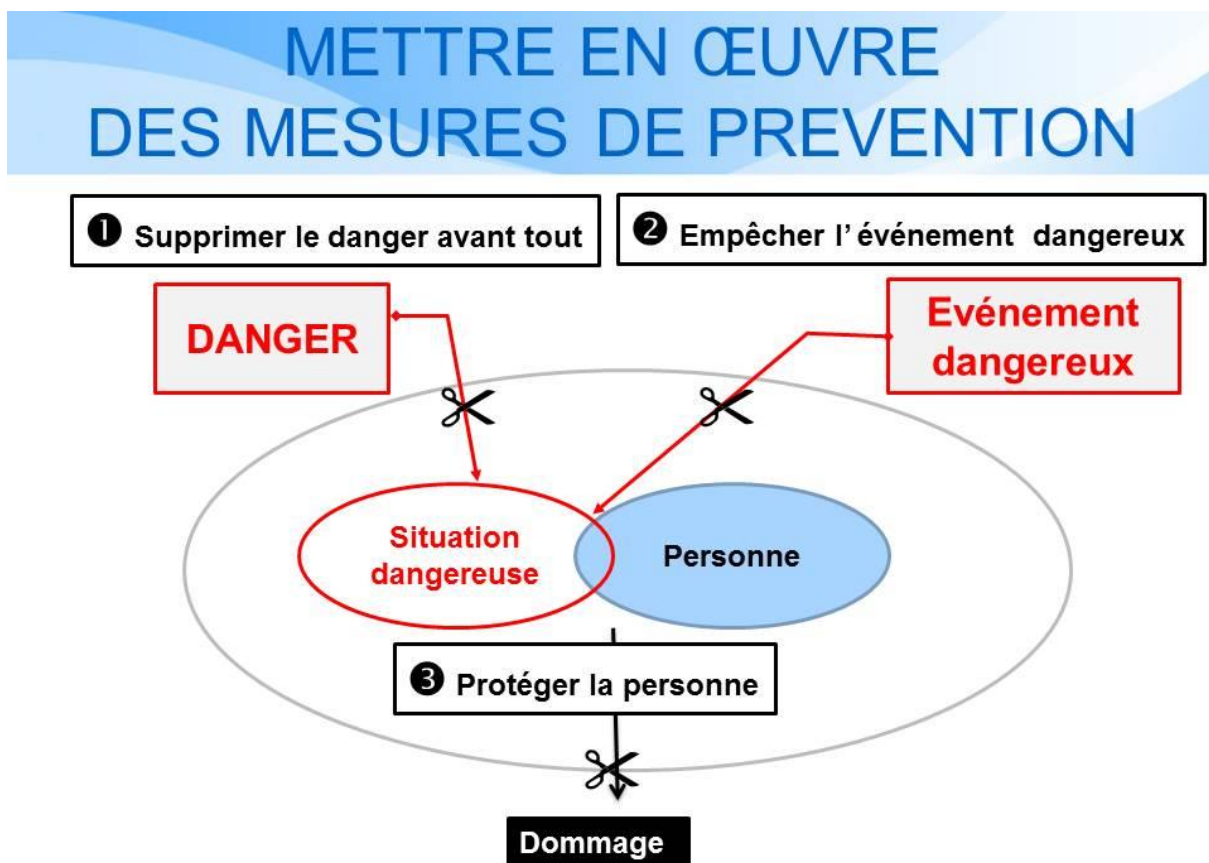 METTRE EN ŒUVRE
DES MESURES DE PREVENTION
❶ Supprimer le danger avant tout
❷ Empêcher l'événement dangereux
DANGER
Evénement
dangereux
Situation
dangereuse
Personne
❸ Protéger la personne
Dommage